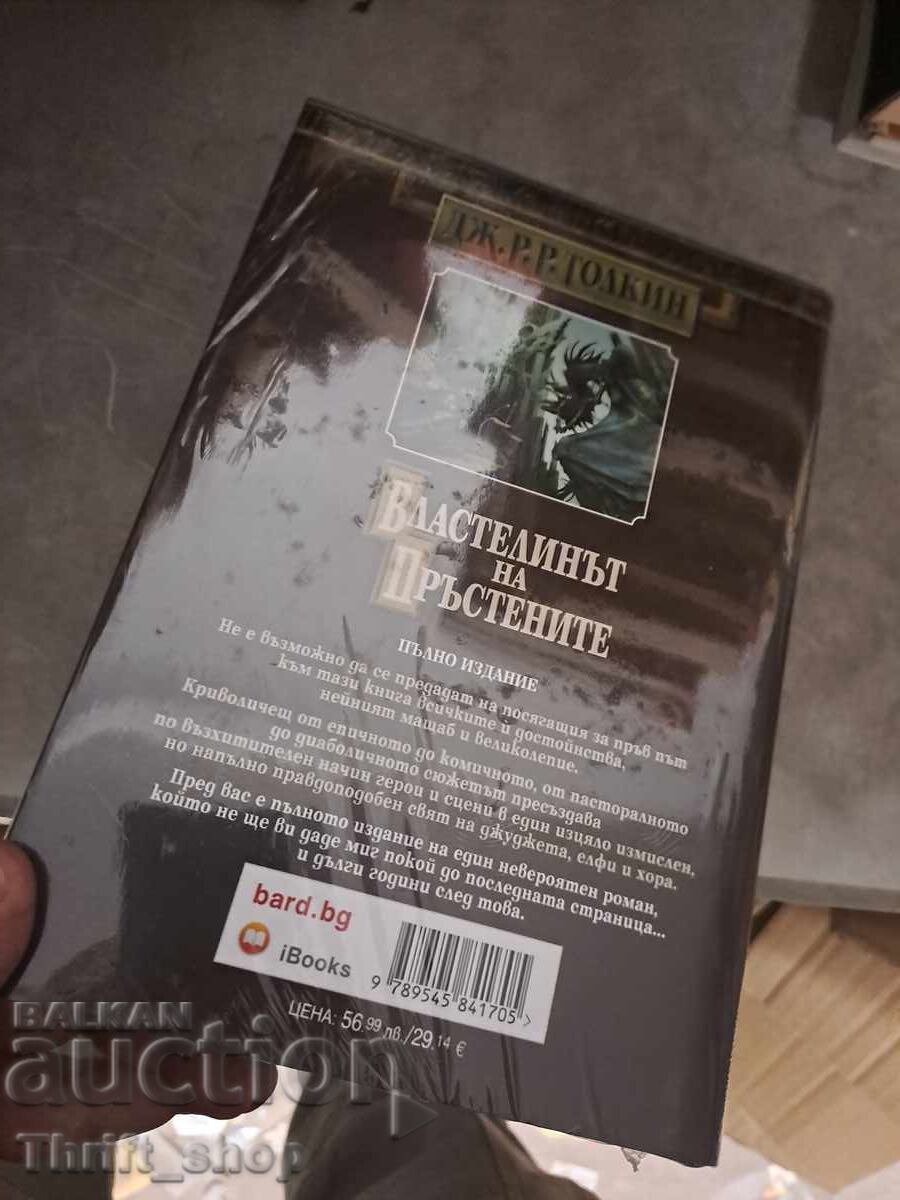 ДЖ. Р. Р. ТОЛКИН
ВЛАСТЕЛИНЪТ
НА
ПРЪСТЕНИТЕ
ПЪЛНО ИЗДАНИЕ
Не е възможно да се предадат на посягащия за пръв път
към тази книга всичките ѝ достойнства,
нейният мащаб и великолепие.
Криволичещ от епичното до комичното, от пасторалното
до диаболичното сюжетът пресъздава
по възхитителен начин герои и сцени в един изцяло измислен,
но напълно правдоподобен свят на джуджета, елфи и хора.
Пред вас е пълното издание на един невероятен роман,
който не ще ви даде миг покой до последната страница...
и дълги години след това.
bard.bg
iBooks
9 789545 841705 >
ЦЕНА: 56.99 лв./29.14 €
BALKAN
auction
Thrift_shop